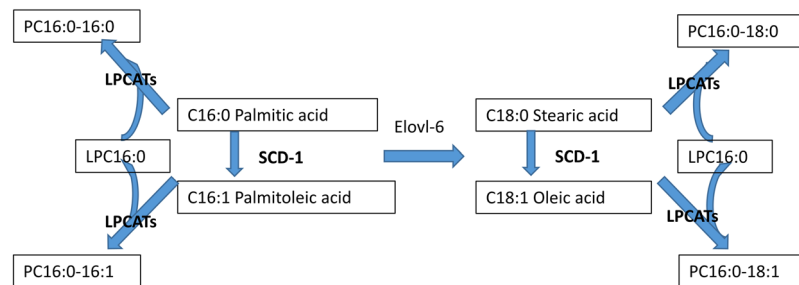 PC16:0-16:0
PC16:0-18:0
LPCATs
LPCATs
C16:0 Palmitic acid
C18:0 Stearic acid
Elovl-6
LPC16:0
SCD-1
SCD-1
LPC16:0
C16:1 Palmitoleic acid
C18:1 Oleic acid
LPCATs
LPCATs
PC16:0-16:1
PC16:0-18:1